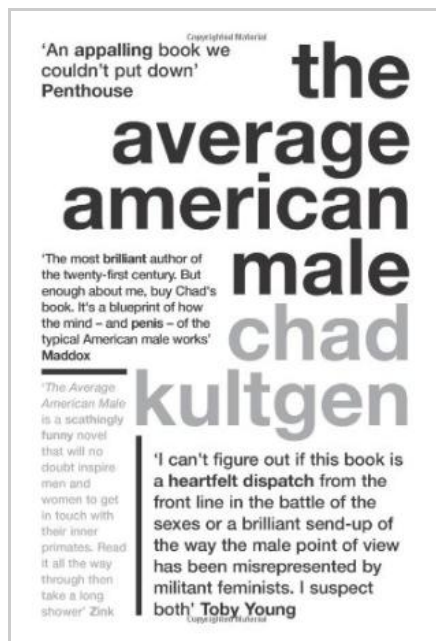 Copyrighted Material
'An appalling book we
couldn't put down'
Penthouse
the
average
american
male
'The most brilliant author of
the twenty-first century. But
enough about me, buy Chad's
book. It's a blueprint of how
the mind – and penis – of the
typical American male works'
Maddox
chad
kultgen
'The Average
American Male
is a scathingly
funny novel
that will no
doubt inspire
men and
women to get
in touch with
their inner
primates. Read
it all the way
through then
take a long
shower' Zink
'I can't figure out if this book is
a heartfelt dispatch from the
front line in the battle of the
sexes or a brilliant send-up of
the way the male point of view
has been misrepresented by
militant feminists. I suspect
both' Toby Young
Copyrighted Material